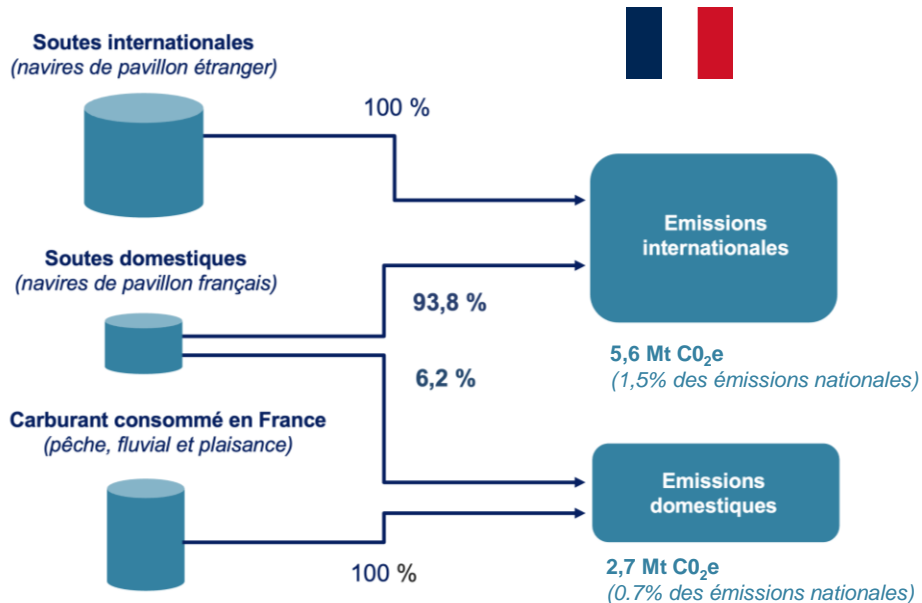 Soutes internationales
(navires de pavillon étranger)
100 %
Emissions
internationales
Soutes domestiques
(navires de pavillon français)
93,8 %
5,6 Mt C0₂e
(1,5% des émissions nationales)
6,2 %
Carburant consommé en France
(pêche, fluvial et plaisance)
Emissions
domestiques
100 %
2,7 Mt C0₂e
(0.7% des émissions nationales)